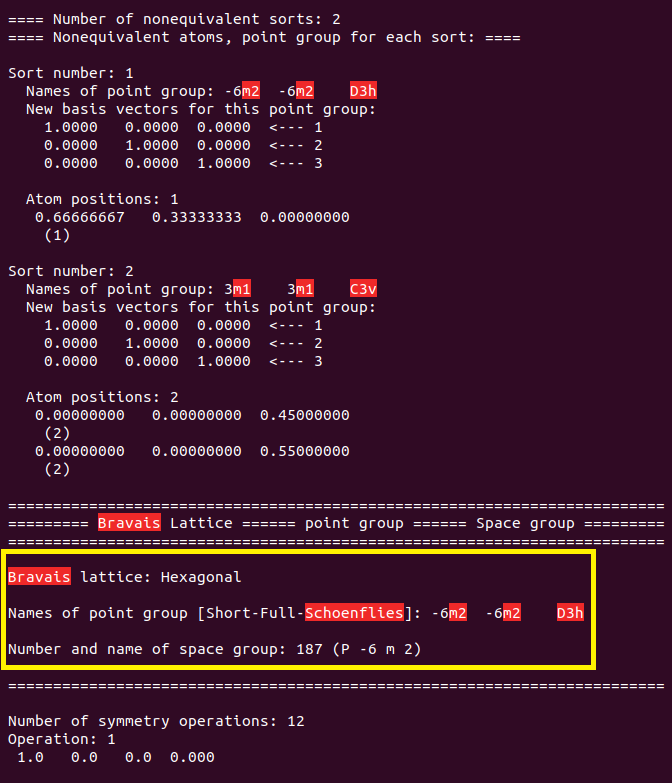 ==== Number of nonequivalent sorts: 2
==== Nonequivalent atoms, point group for each sort: ====
Sort number: 1
Names of point group: -6m2  -6m2    D3h
New basis vectors for this point group:
1.0000   0.0000  0.0000  <--- 1
0.0000   1.0000  0.0000  <--- 2
0.0000   0.0000  1.0000  <--- 3
Atom positions: 1
0.66666667   0.33333333  0.00000000
(1)
Sort number: 2
Names of point group: 3m1    3m1    C3v
New basis vectors for this point group:
1.0000   0.0000  0.0000  <--- 1
0.0000   1.0000  0.0000  <--- 2
0.0000   0.0000  1.0000  <--- 3
Atom positions: 2
0.00000000   0.00000000  0.45000000
(2)
0.00000000   0.00000000  0.55000000
(2)
=========================================================================
========= Bravais Lattice ====== point group ====== Space group =========
=========================================================================
Bravais lattice: Hexagonal
Names of point group [Short-Full-Schoenflies]: -6m2  -6m2    D3h
Number and name of space group: 187 (P -6 m 2)
=========================================================================
Number of symmetry operations: 12
Operation: 1
1.0   0.0   0.0  0.000